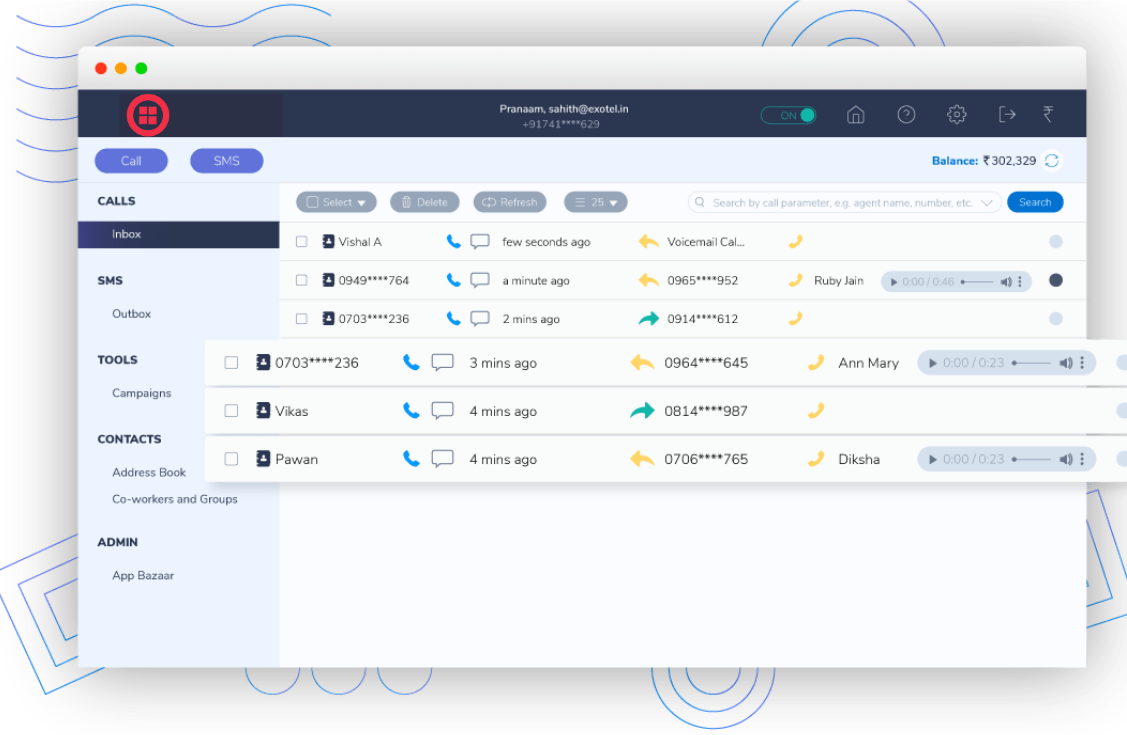 Pranaam, sahith@exotel.in
+91741****629
ON
₹
Call SMS
Balance: ₹ 302,329
CALLS
Select Delete Refresh 25
Search by call parameter, e.g. agent name, number, etc. Search
Inbox
Vishal A few seconds ago Voicemail Cal...
SMS
0949****764 a minute ago 0965****952 Ruby Jain 0:00 / 0:46
Outbox
0703****236 2 mins ago 0914****612
TOOLS
0703****236 3 mins ago 0964****645 Ann Mary 0:00 / 0:23
Campaigns
Vikas 4 mins ago 0814****987
CONTACTS
Pawan 4 mins ago 0706****765 Diksha 0:00 / 0:23
Address Book
Co-workers and Groups
ADMIN
App Bazaar